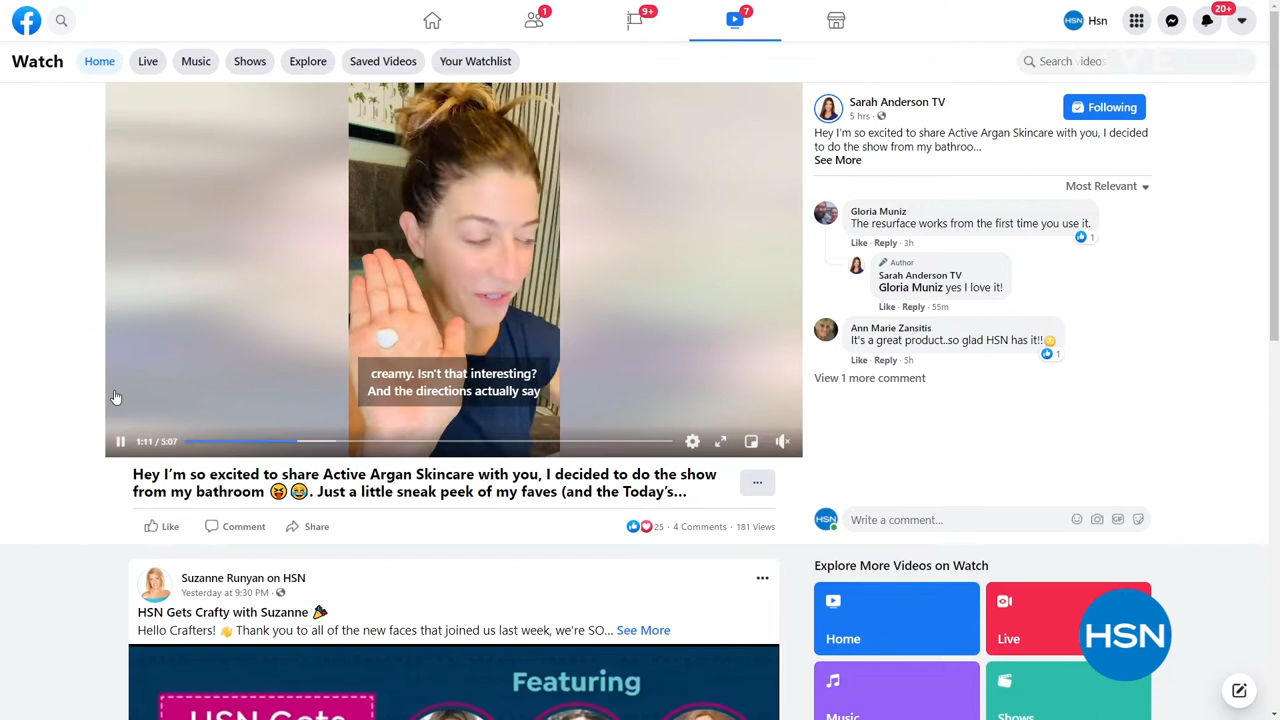 1
9+
7
HSN
Hsn
20+
Watch
Home
Live
Music
Shows
Explore
Saved Videos
Your Watchlist
Search videos
creamy. Isn't that interesting?
And the directions actually say
1:11 / 5:07
Hey I'm so excited to share Active Argan Skincare with you, I decided to do the show
from my bathroom 😝😂. Just a little sneak peek of my faves (and the Today's...
Like
Comment
Share
25 · 4 Comments · 181 Views
Sarah Anderson TV
5 hrs ·
Following
Hey I'm so excited to share Active Argan Skincare with you, I decided
to do the show from my bathroo...
See More
Most Relevant
Gloria Muniz
The resurface works from the first time you use it.
1
Like · Reply · 3h
Author
Sarah Anderson TV
Gloria Muniz yes I love it!
Like · Reply · 55m
Ann Marie Zansitis
It's a great product..so glad HSN has it!!
1
Like · Reply · 5h
View 1 more comment
HSN
Write a comment...
GIF
Suzanne Runyan on HSN
Yesterday at 9:30 PM ·
HSN Gets Crafty with Suzanne 🎉
Hello Crafters! 👋 Thank you to all of the new faces that joined us last week, we're SO... See More
Featuring
HSN Gets
Explore More Videos on Watch
Home
Live
Music
Shows
HSN